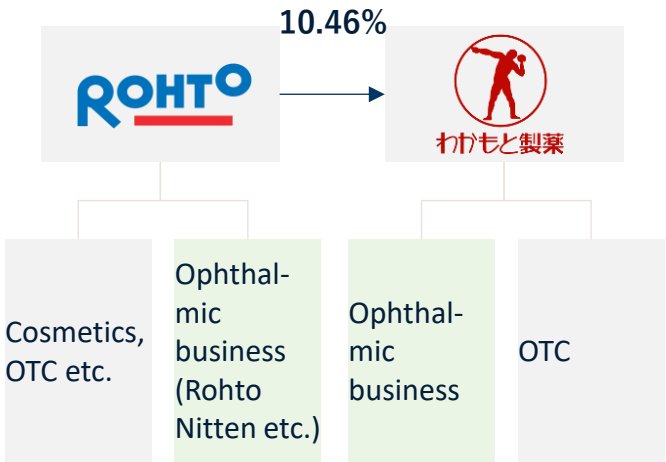 10.46%
ROHTO
わかもと製薬
Cosmetics,
OTC etc.
Ophthal-
mic
business
(Rohto
Nitten etc.)
Ophthal-
mic
business
OTC